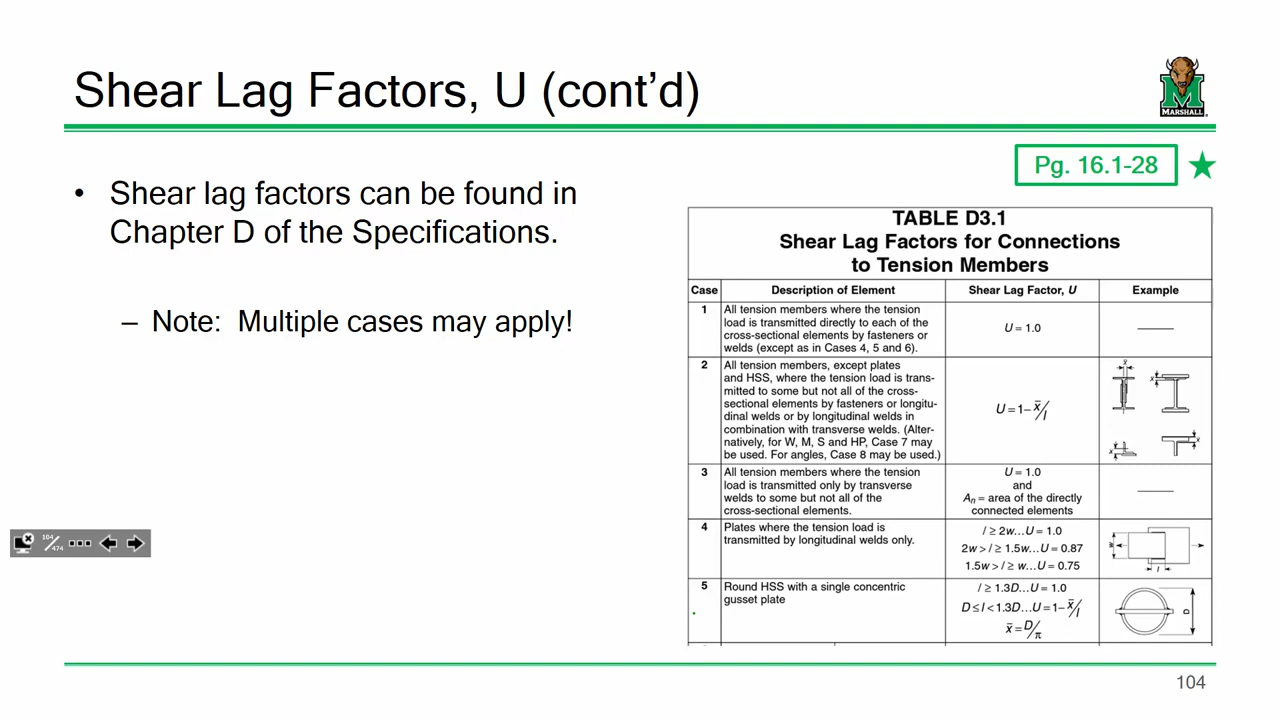 Shear Lag Factors, U (cont’d)
MARSHALL
Pg. 16.1-28
• Shear lag factors can be found in
Chapter D of the Specifications.
– Note: Multiple cases may apply!
TABLE D3.1
Shear Lag Factors for Connections
to Tension Members
Case Description of Element Shear Lag Factor, U Example
1 All tension members where the tension
load is transmitted directly to each of the
cross-sectional elements by fasteners or
welds (except as in Cases 4, 5 and 6).
U = 1.0
2 All tension members, except plates
and HSS, where the tension load is trans-
mitted to some but not all of the cross-
sectional elements by fasteners or longitu-
dinal welds or by longitudinal welds in
combination with transverse welds. (Alter-
natively, for W, M, S and HP, Case 7 may
be used. For angles, Case 8 may be used.)
U = 1– x̄/l
x̄
x̄
x̄
x̄
3 All tension members where the tension
load is transmitted only by transverse
welds to some but not all of the
cross-sectional elements.
U = 1.0
and
An = area of the directly
connected elements
4 Plates where the tension load is
transmitted by longitudinal welds only.
l ≥ 2w…U = 1.0
2w > l ≥ 1.5w…U = 0.87
1.5w > l ≥ w…U = 0.75
w
l
5 Round HSS with a single concentric
gusset plate
l ≥ 1.3D…U = 1.0
D ≤ l < 1.3D…U = 1– x̄/l
x̄ = D/π
D
104/474
104